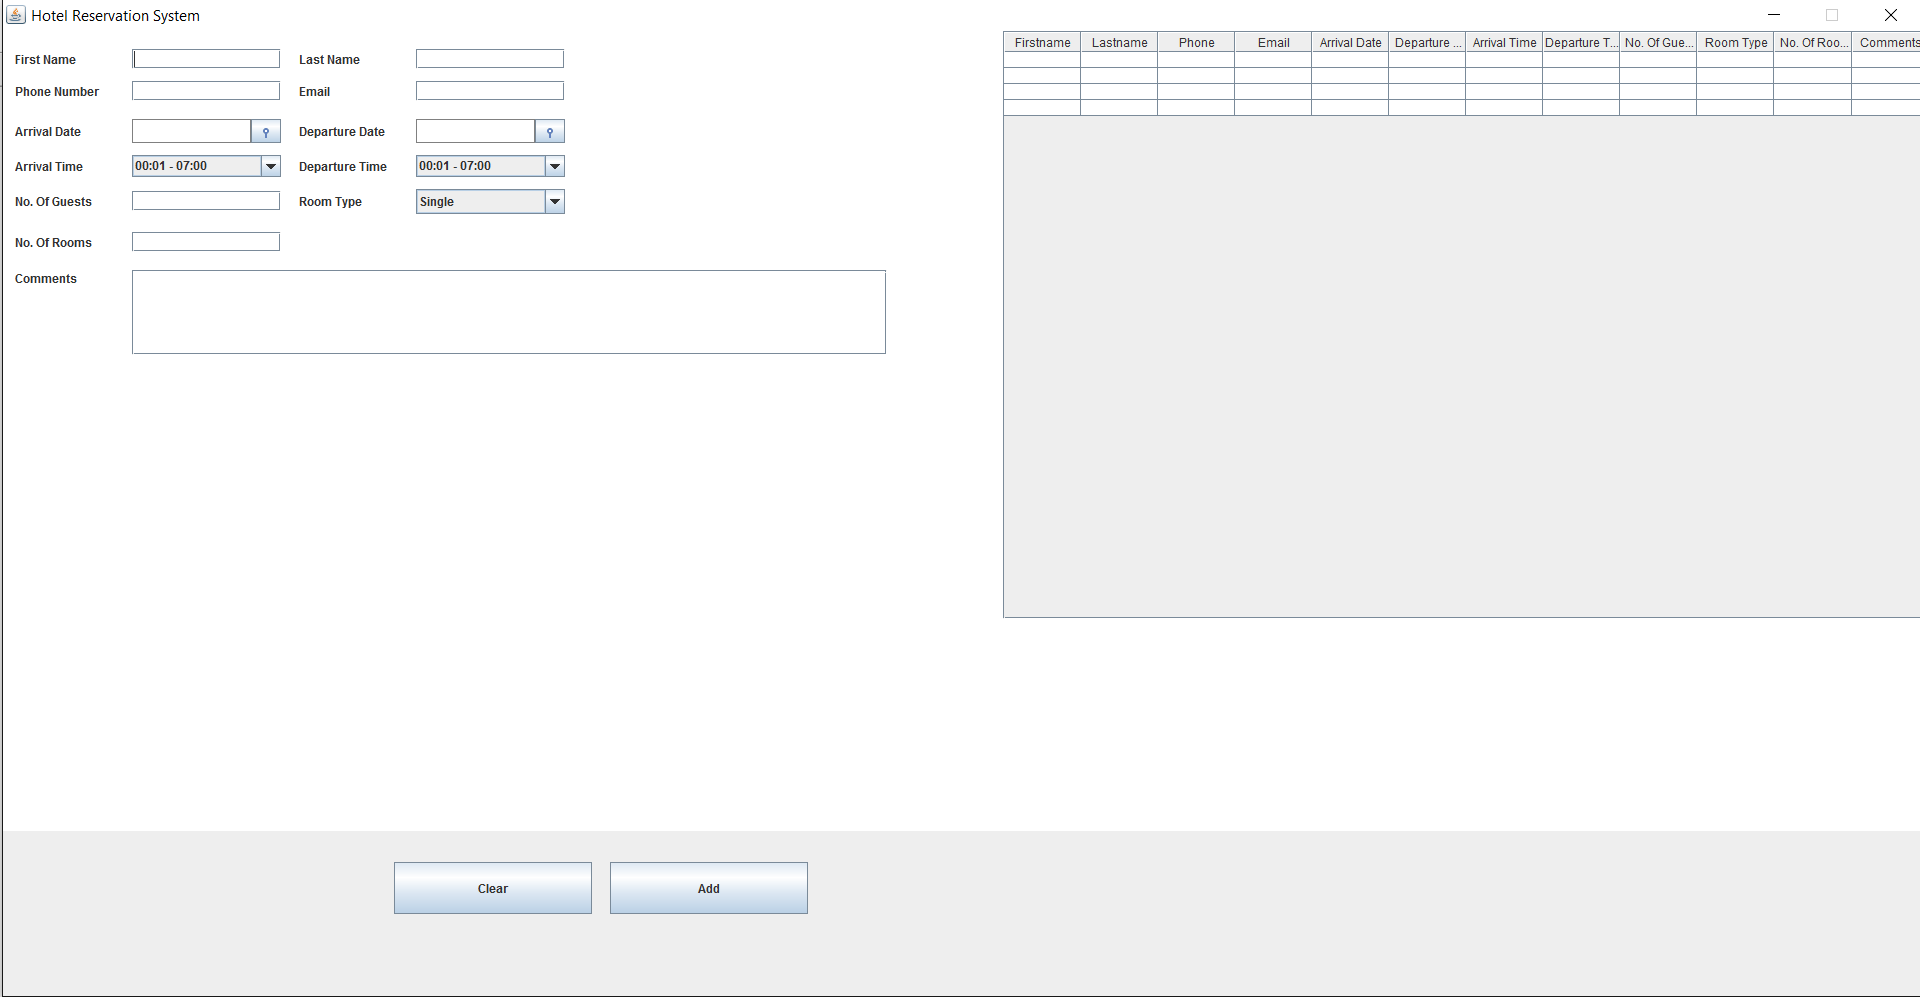 Hotel Reservation System
First Name
Last Name
Phone Number
Email
Arrival Date
Departure Date
Arrival Time 00:01 - 07:00
Departure Time 00:01 - 07:00
No. Of Guests
Room Type Single
No. Of Rooms
Comments
Firstname Lastname Phone Email Arrival Date Departure ... Arrival Time Departure T... No. Of Gue... Room Type No. Of Roo... Comments
Clear Add